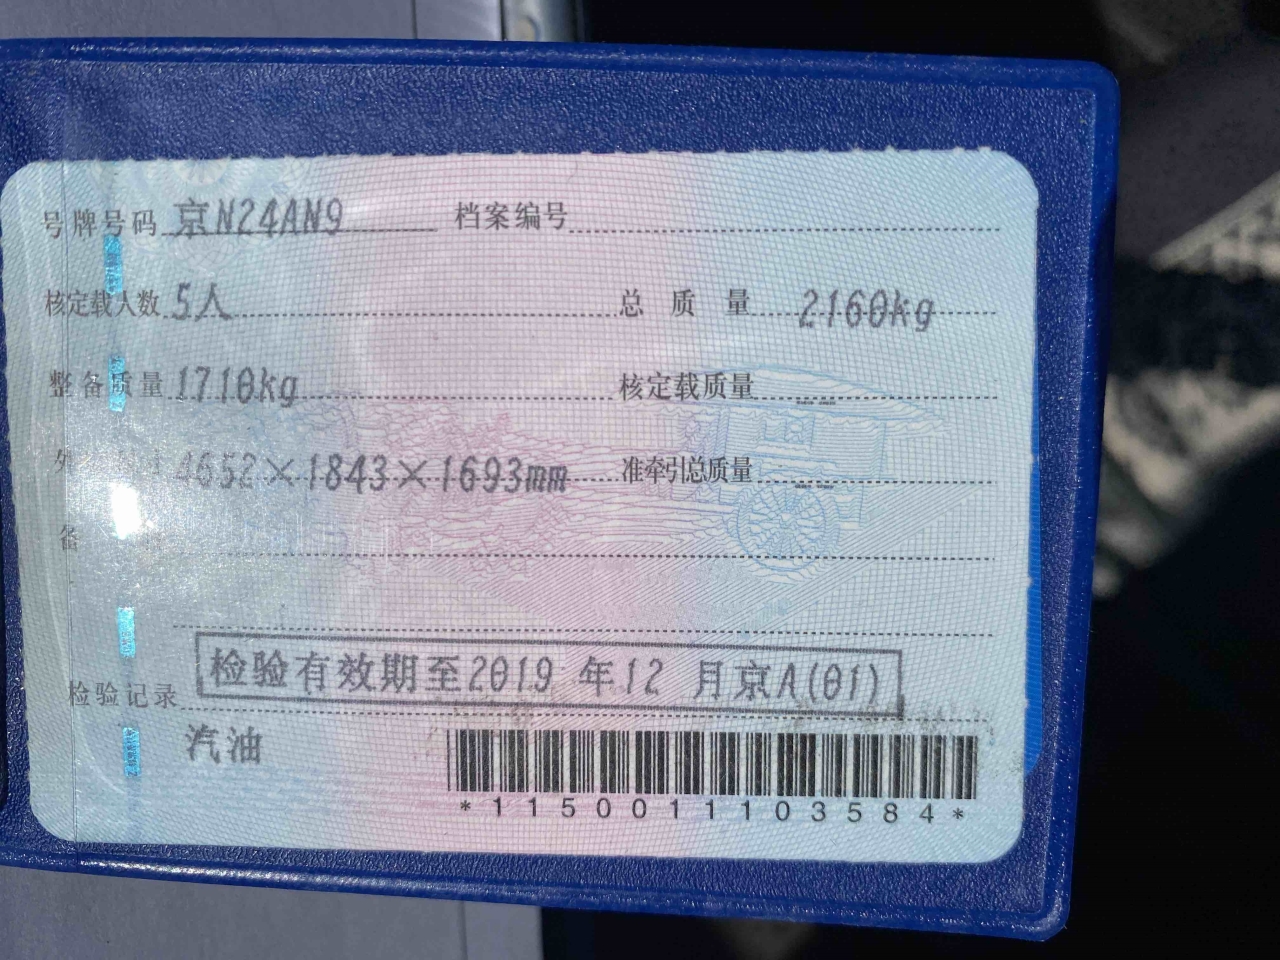 号牌号码 京N24AN9 档案编号
核定载人数 5人 总质量 2160kg
整备质量 1710kg 核定载质量 --
外 4652×1843×1693mm 准牵引总质量 --
备
检验记录 检验有效期至2019 年12 月京A(01)
汽油
*1150011103584*